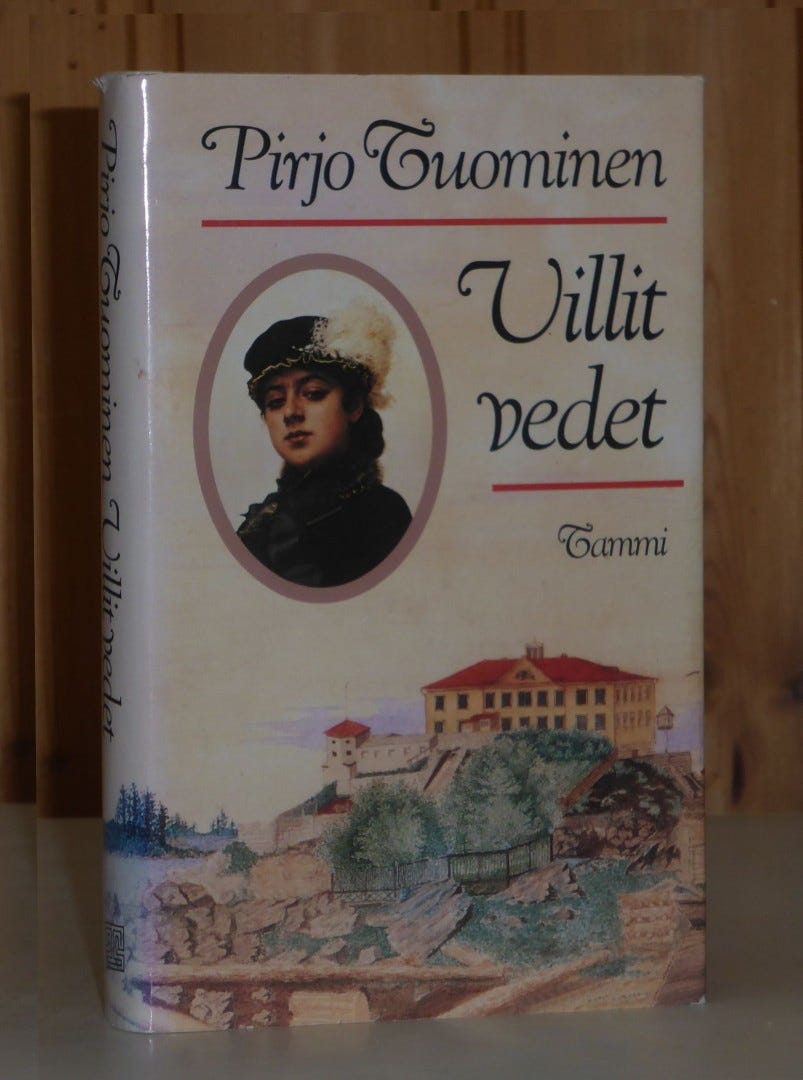 Pirjo Tuominen
Villit
vedet
Tammi
Pirjo Tuominen Villit vedet